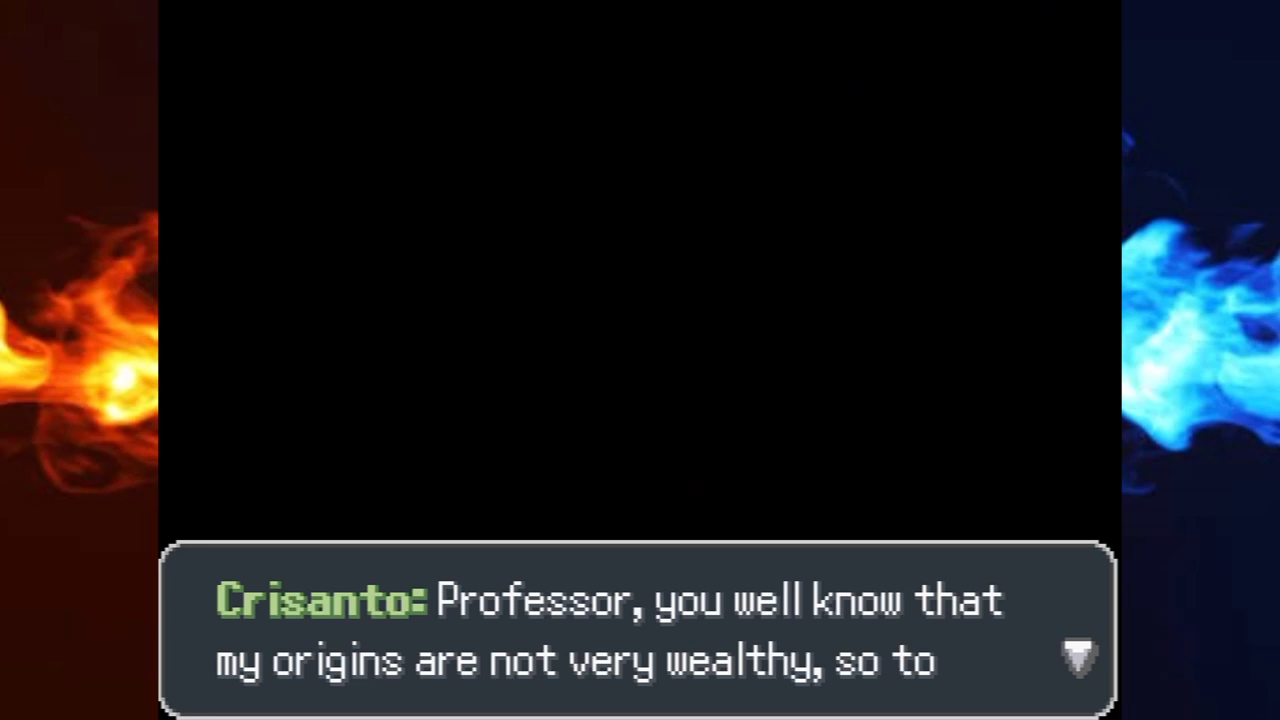 Crisanto: Professor, you well know that
my origins are not very wealthy, so to